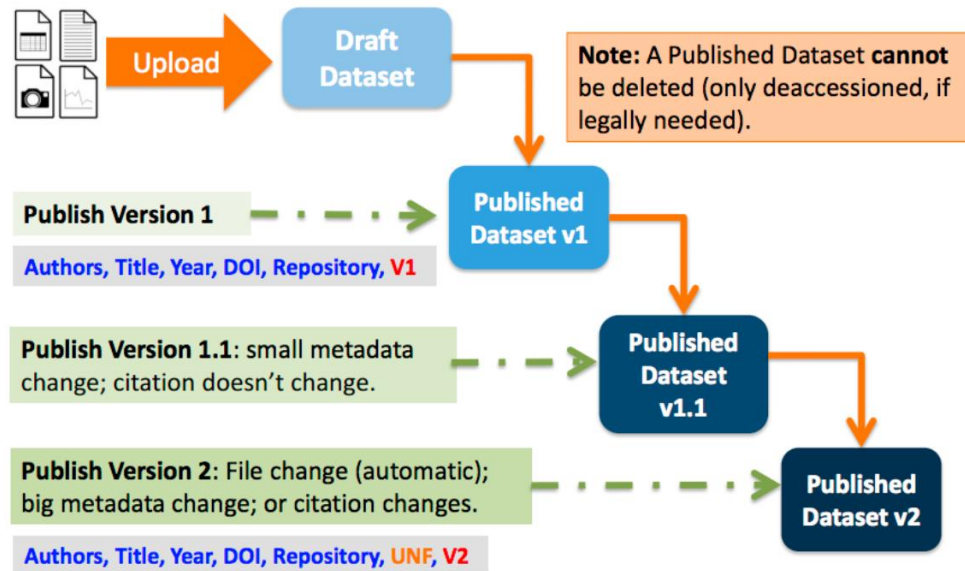 Upload
Draft
Dataset
Note: A Published Dataset cannot
be deleted (only deaccessioned, if
legally needed).
Publish Version 1
Published
Dataset v1
Authors, Title, Year, DOI, Repository, V1
Publish Version 1.1: small metadata
change; citation doesn’t change.
Published
Dataset
v1.1
Publish Version 2: File change (automatic);
big metadata change; or citation changes.
Published
Dataset v2
Authors, Title, Year, DOI, Repository, UNF, V2